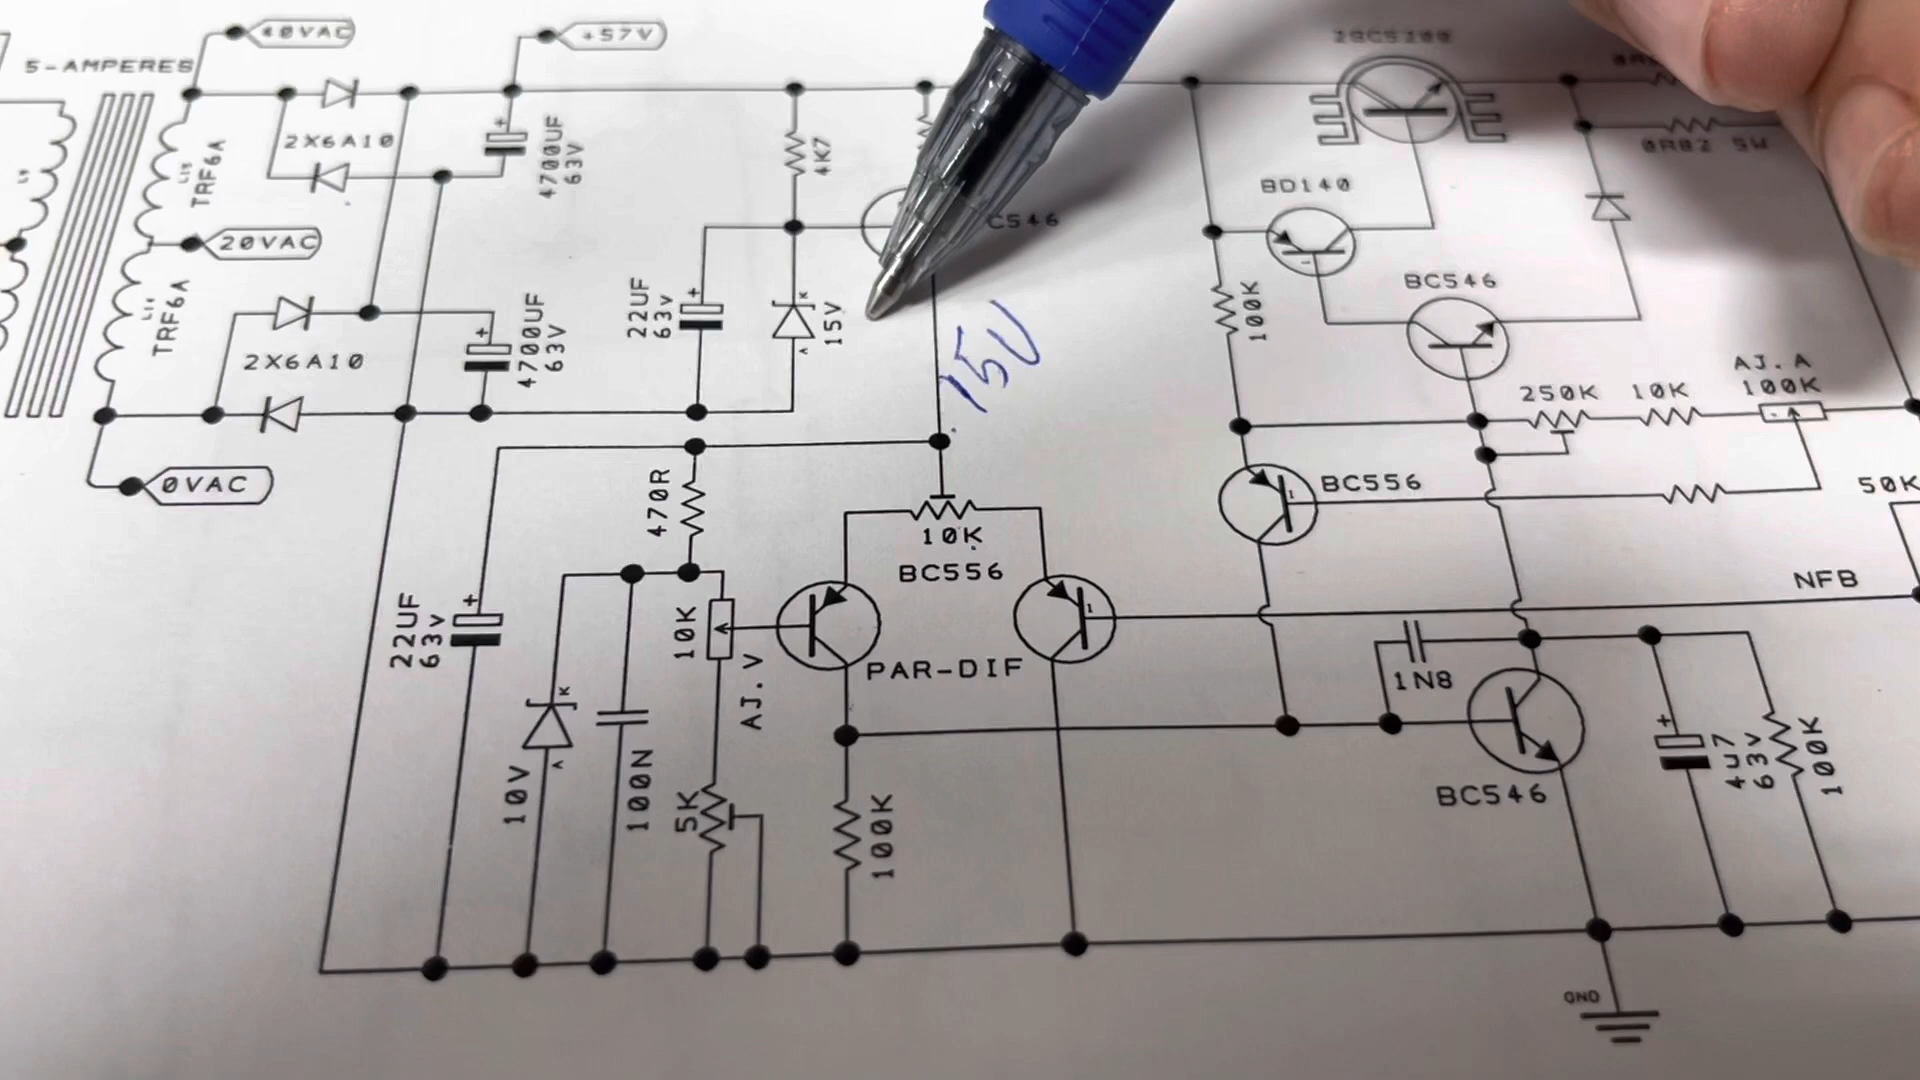 40VAC
+57V
5-AMPERES
2X6A10
4700UF
63V
4K7
L13
TRF6A
20VAC
C546
22UF
63V
15V
15V
TRF6A
2X6A10
4700UF
63V
0VAC
BD140
0R82 5W
BC546
100K
250K
10K
AJ.A
100K
BC556
50K
470R
10K
BC556
NFB
22UF
63V
10K
AJ.V
PAR-DIF
1N8
K
A
K
A
10V
100N
5K
100K
BC546
4U7
63V
100K
GND